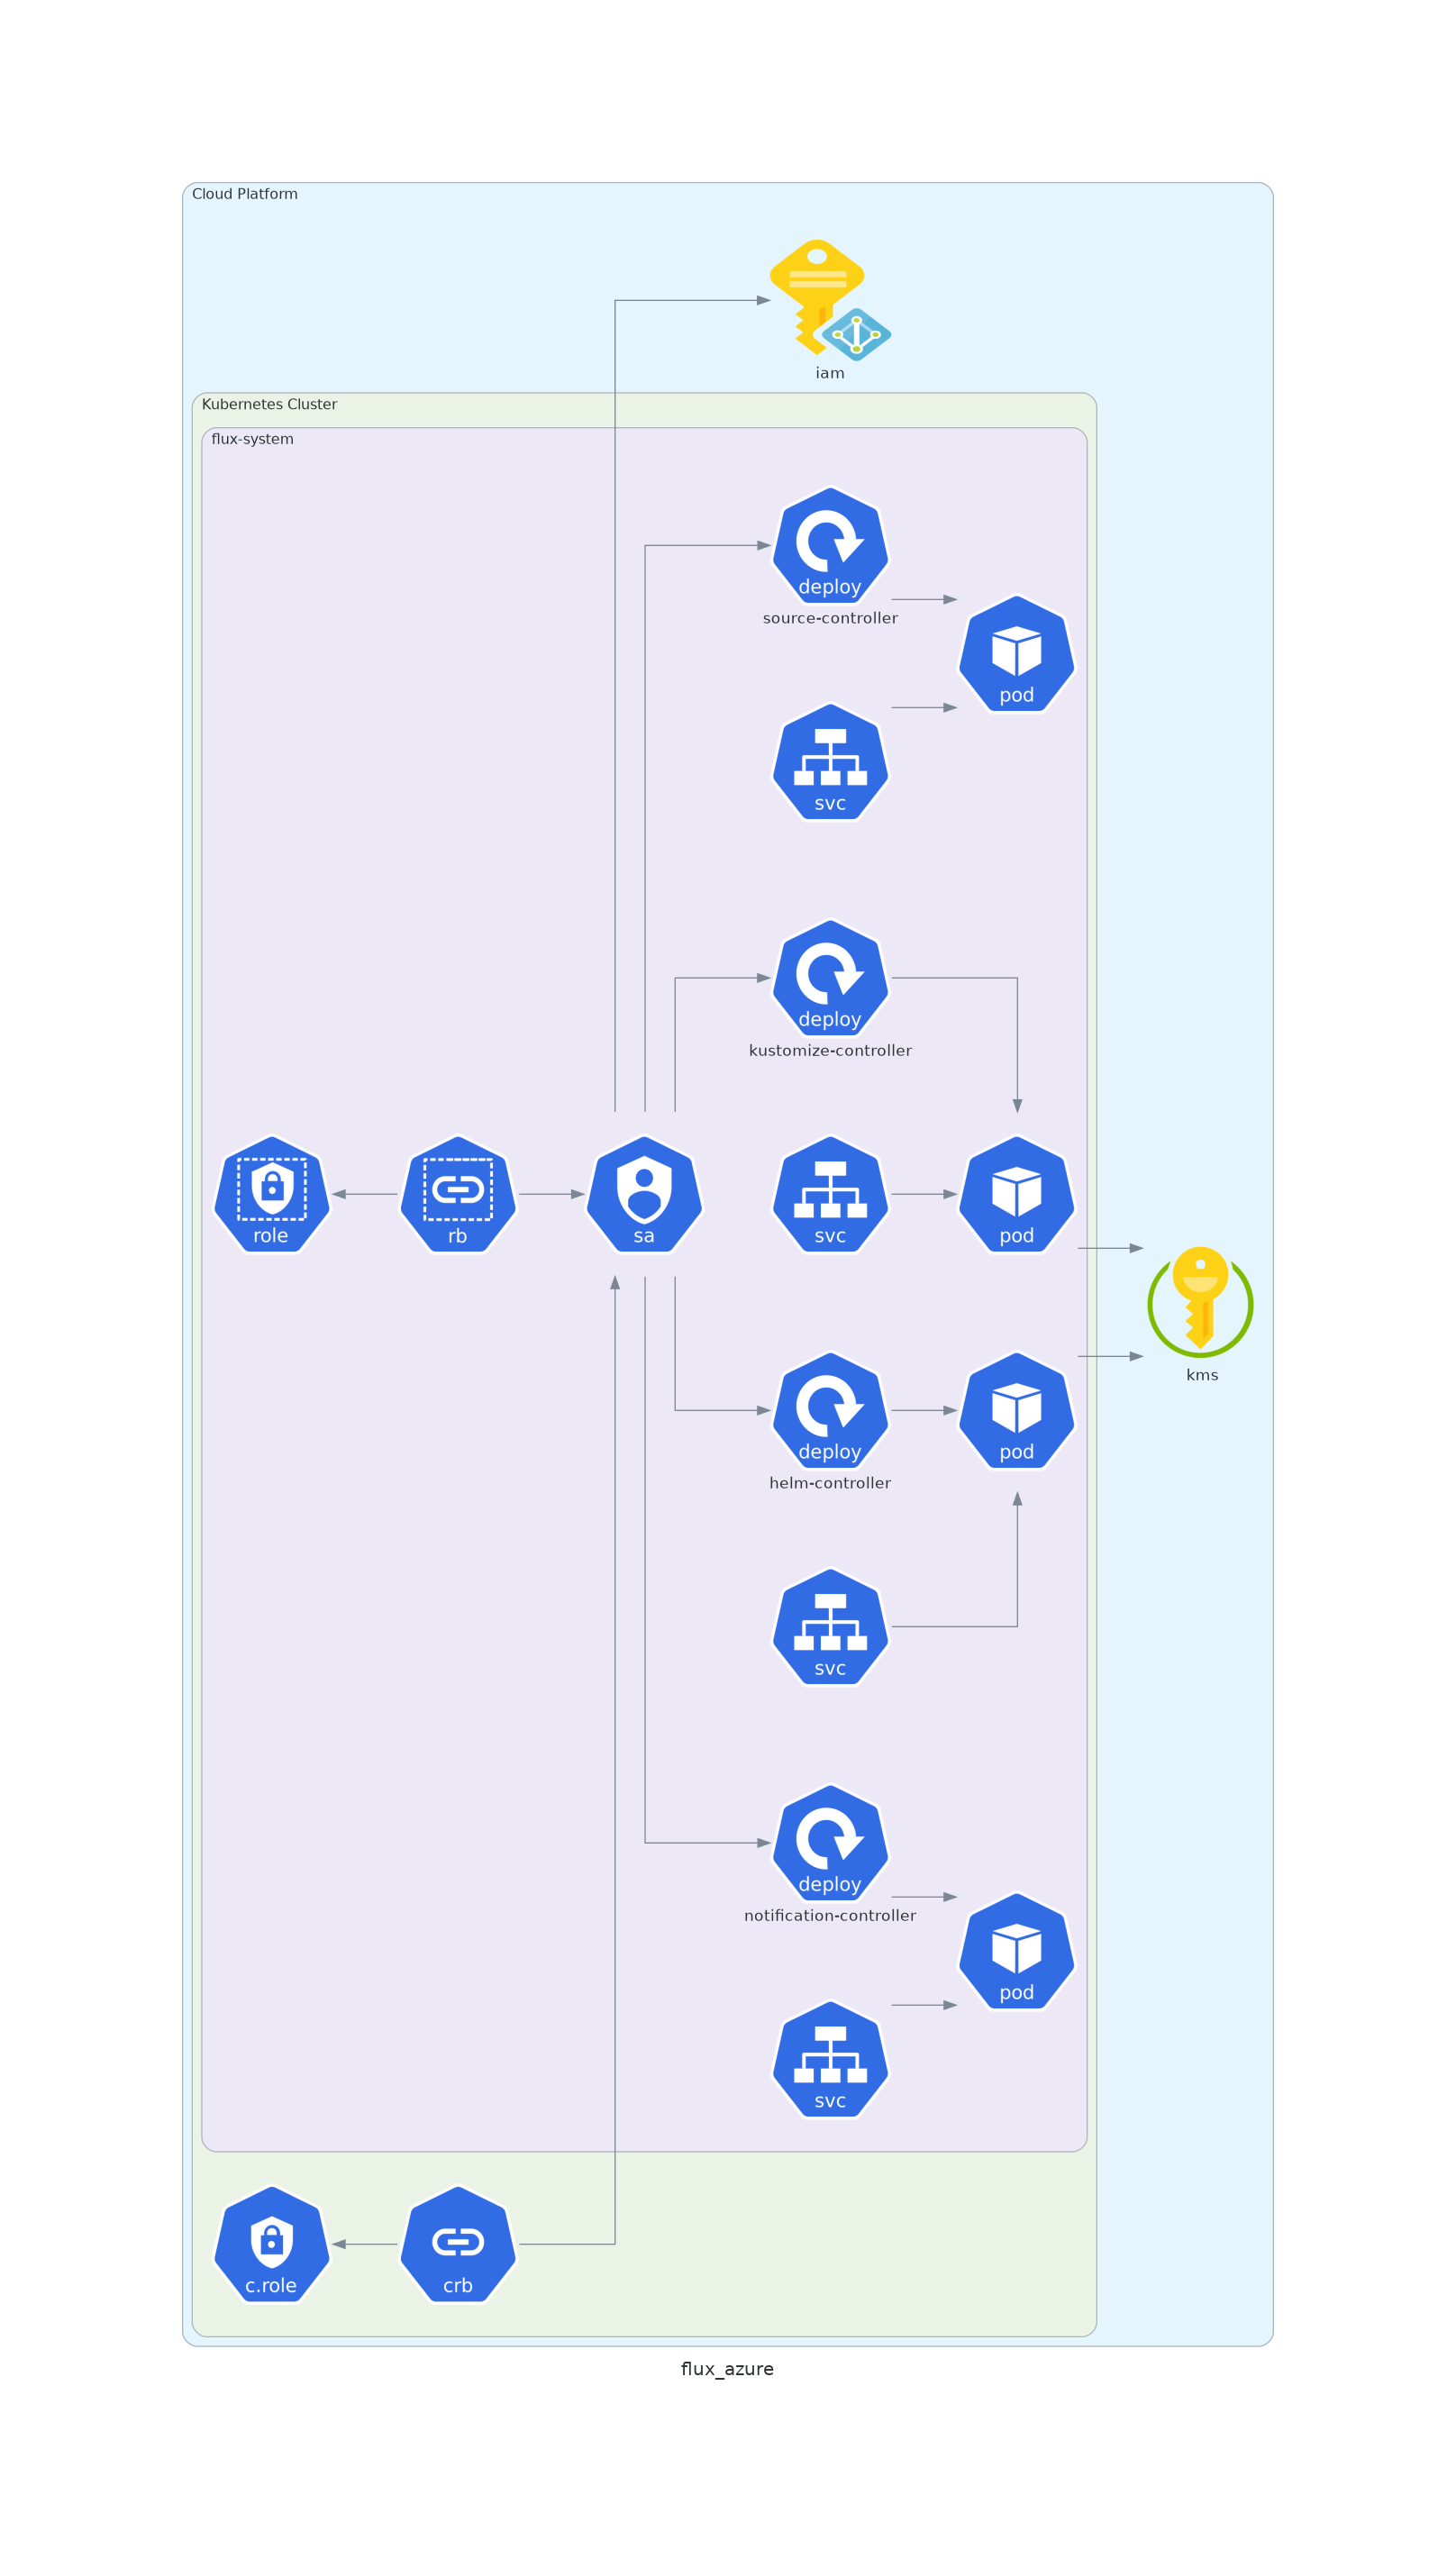 Cloud Platform
iam
Kubernetes Cluster
flux-system
deploy
source-controller
pod
svc
deploy
kustomize-controller
role
rb
sa
svc
pod
kms
deploy
pod
helm-controller
svc
deploy
notification-controller
pod
svc
c.role
crb
flux_azure